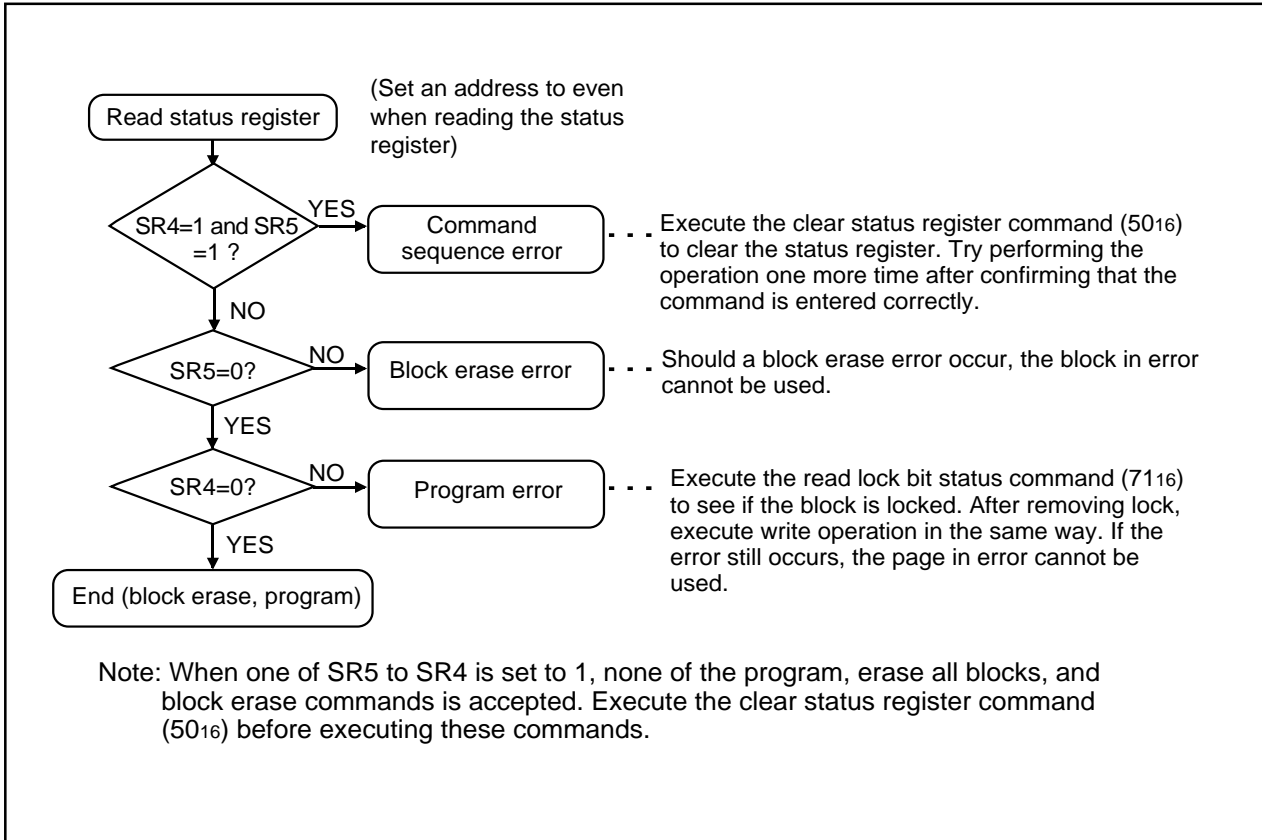 Read status register
(Set an address to even
when reading the status
register)
SR4=1 and SR5
=1 ?
YES
Command
sequence error
Execute the clear status register command (5016)
to clear the status register. Try performing the
operation one more time after confirming that the
command is entered correctly.
NO
SR5=0?
NO
Block erase error
Should a block erase error occur, the block in error
cannot be used.
YES
SR4=0?
NO
Program error
Execute the read lock bit status command (7116)
to see if the block is locked. After removing lock,
execute write operation in the same way. If the
error still occurs, the page in error cannot be
used.
YES
End (block erase, program)
Note: When one of SR5 to SR4 is set to 1, none of the program, erase all blocks, and
block erase commands is accepted. Execute the clear status register command
(5016) before executing these commands.